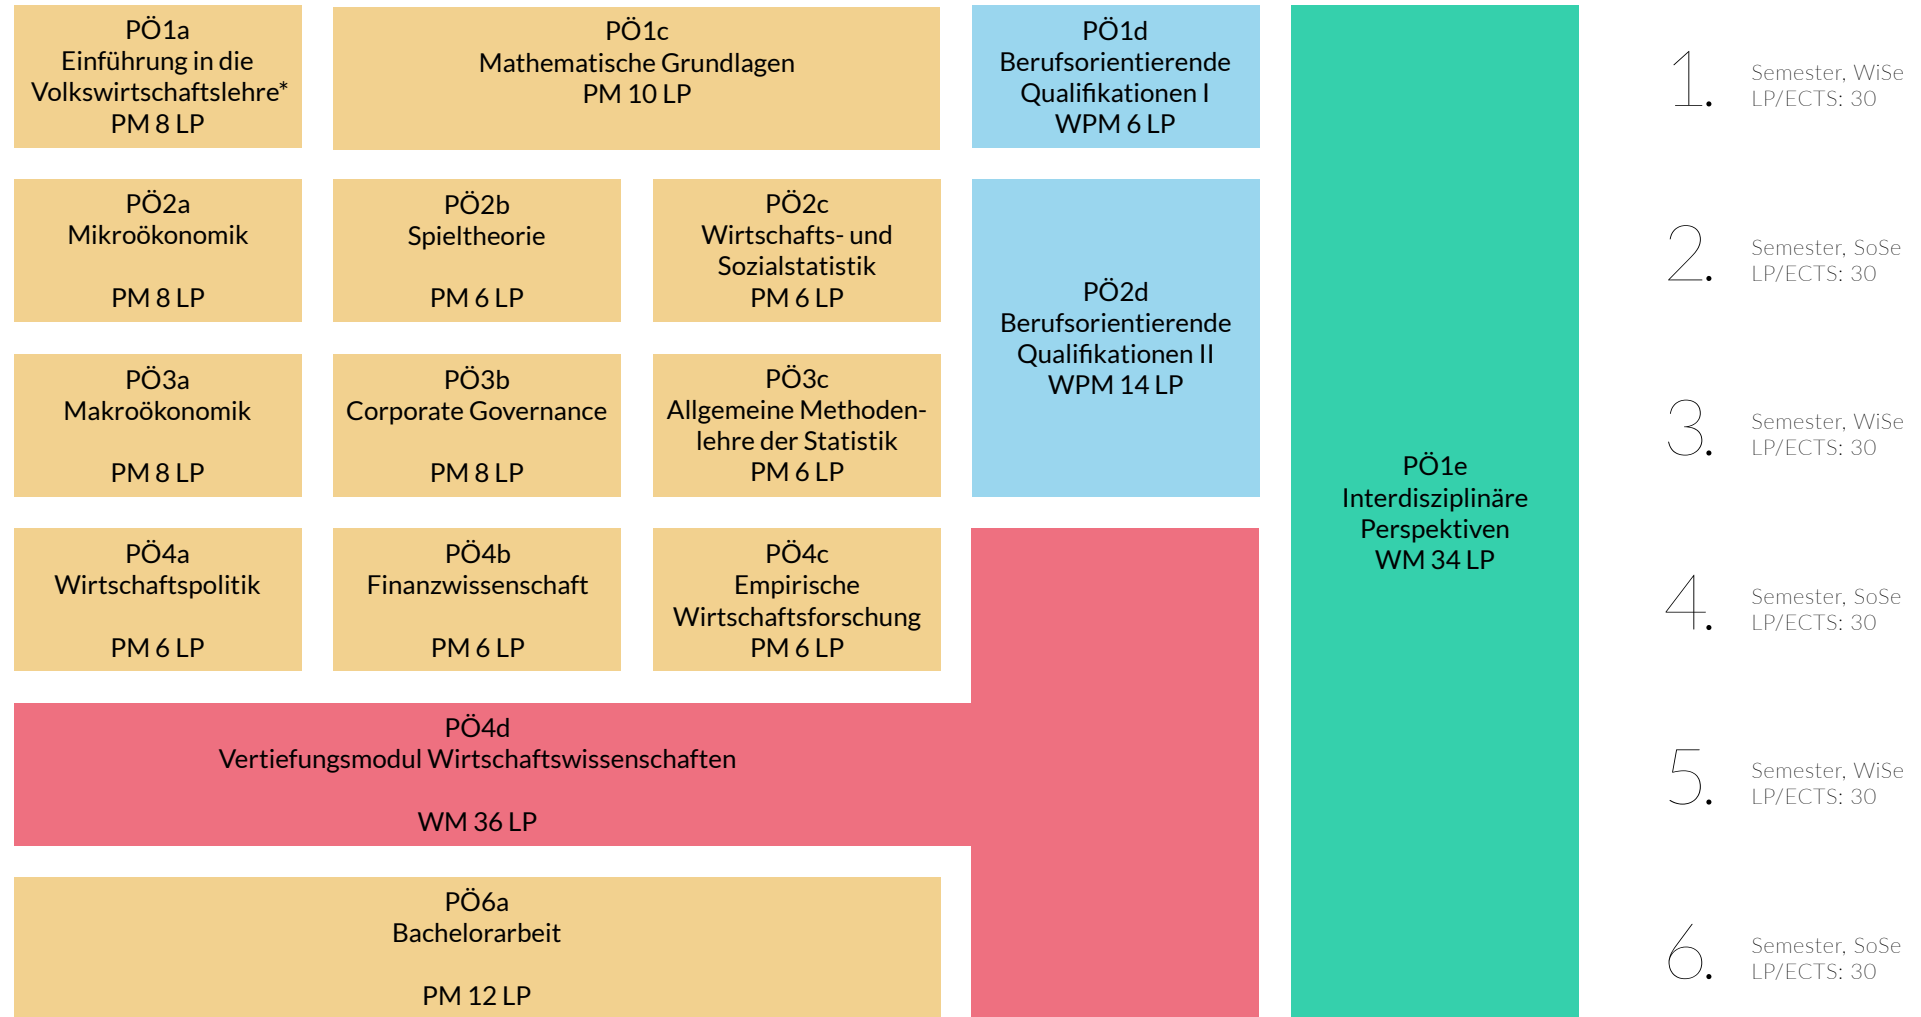 PÖ1a
Einführung in die
Volkswirtschaftslehre*
PM 8 LP
PÖ1c
Mathematische Grundlagen
PM 10 LP
PÖ1d
Berufsorientierende
Qualifikationen I
WPM 6 LP
1.
Semester, WiSe
LP/ECTS: 30
PÖ2a
Mikroökonomik
PM 8 LP
PÖ2b
Spieltheorie
PM 6 LP
PÖ2c
Wirtschafts- und
Sozialstatistik
PM 6 LP
PÖ2d
Berufsorientierende
Qualifikationen II
WPM 14 LP
2.
Semester, SoSe
LP/ECTS: 30
PÖ3a
Makroökonomik
PM 8 LP
PÖ3b
Corporate Governance
PM 8 LP
PÖ3c
Allgemeine Methoden-
lehre der Statistik
PM 6 LP
3.
Semester, WiSe
LP/ECTS: 30
PÖ1e
Interdisziplinäre
Perspektiven
WM 34 LP
PÖ4a
Wirtschaftspolitik
PM 6 LP
PÖ4b
Finanzwissenschaft
PM 6 LP
PÖ4c
Empirische
Wirtschaftsforschung
PM 6 LP
4.
Semester, SoSe
LP/ECTS: 30
PÖ4d
Vertiefungsmodul Wirtschaftswissenschaften
WM 36 LP
5.
Semester, WiSe
LP/ECTS: 30
PÖ6a
Bachelorarbeit
PM 12 LP
6.
Semester, SoSe
LP/ECTS: 30